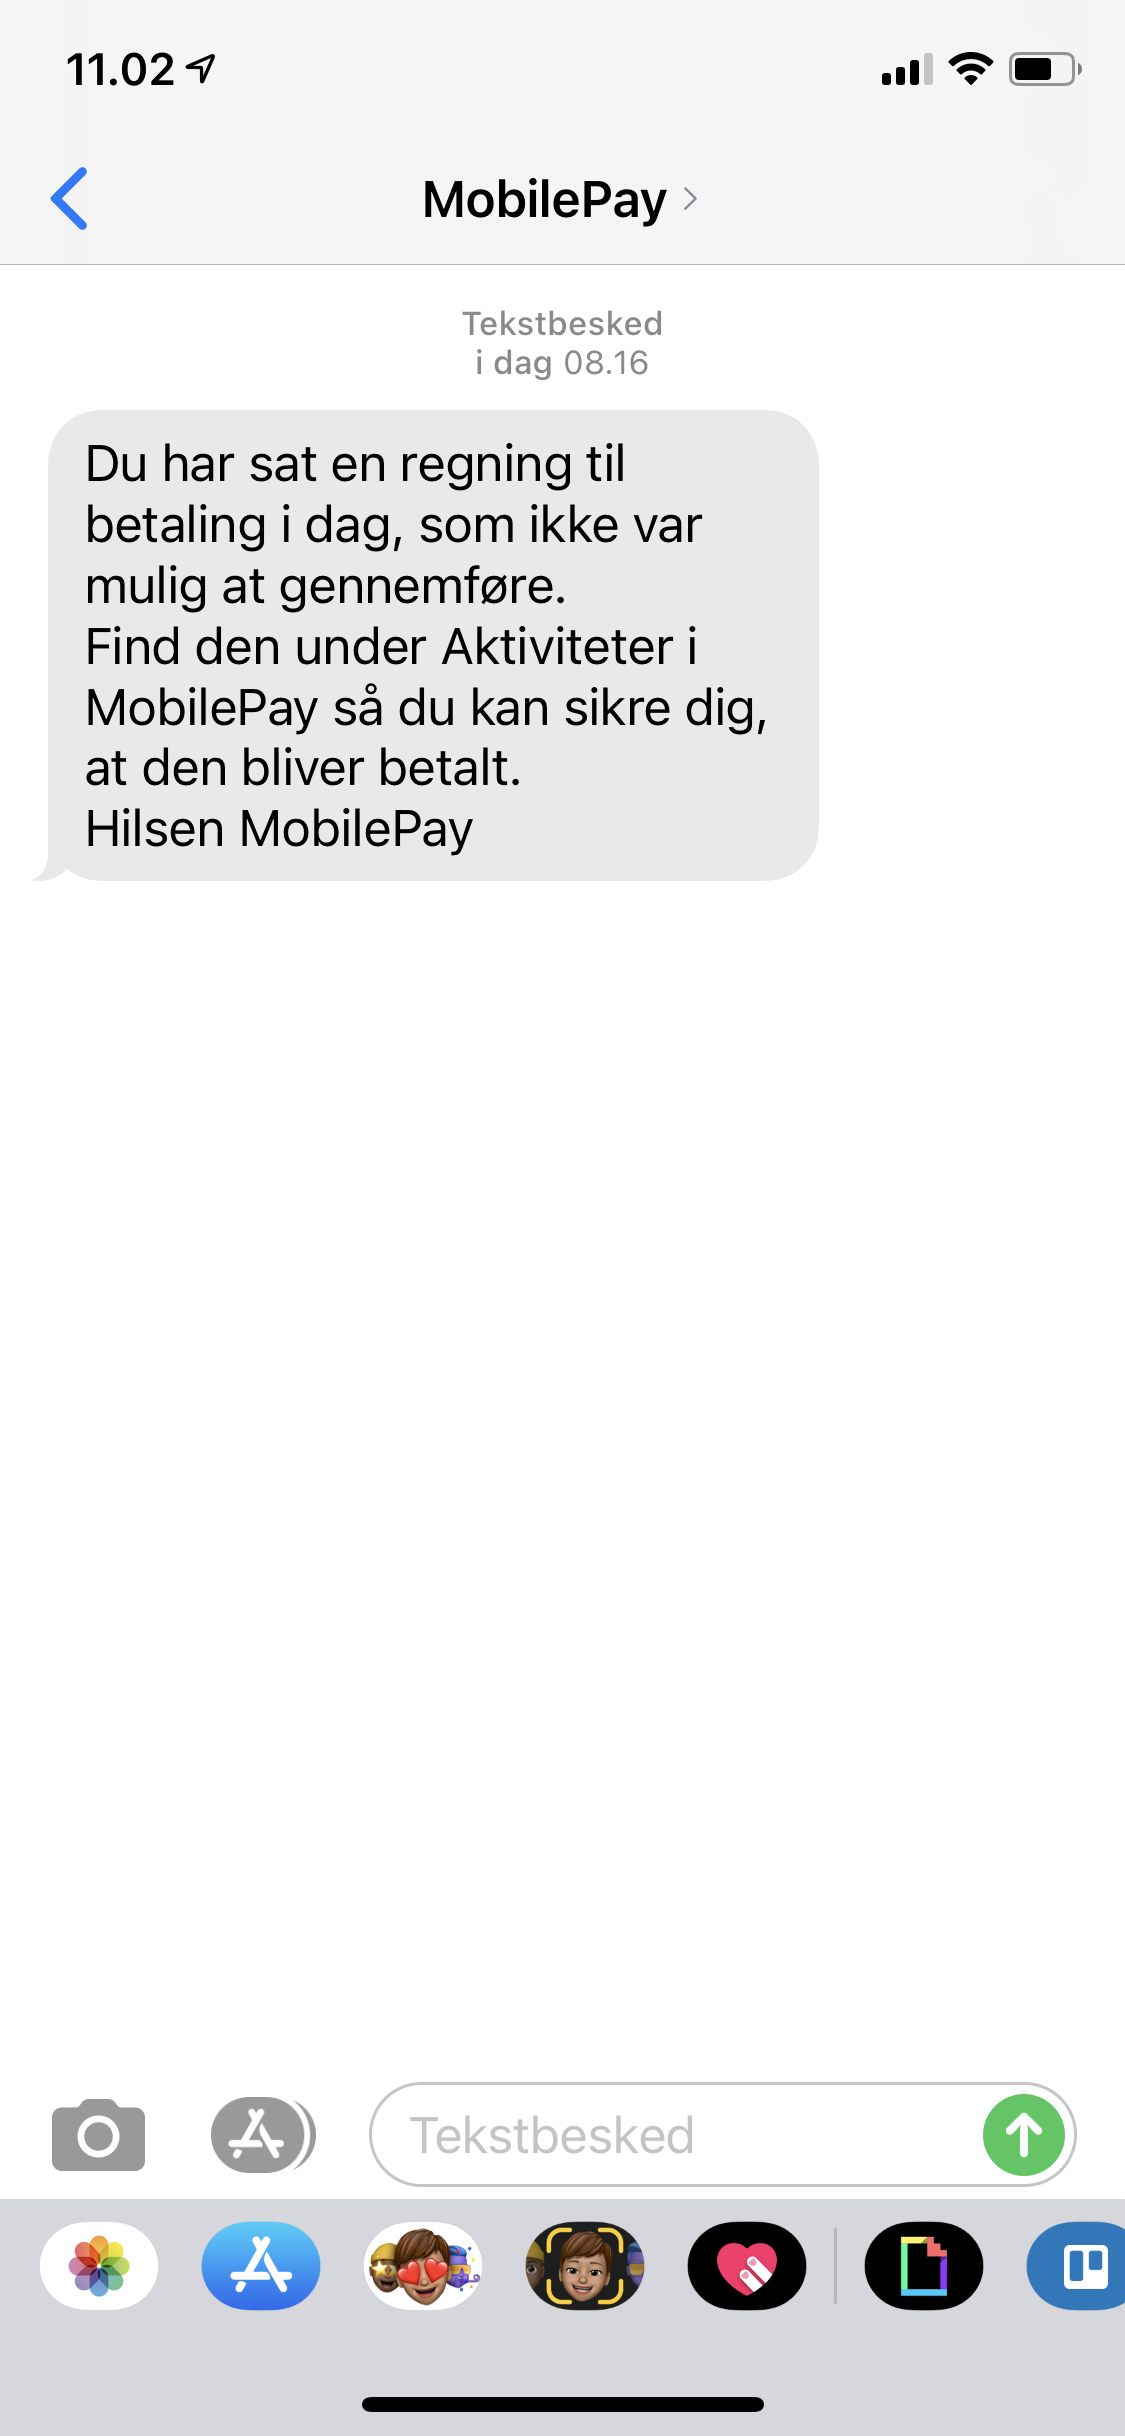 11.02
MobilePay
Tekstbesked
i dag 08.16
Du har sat en regning til
betaling i dag, som ikke var
mulig at gennemføre.
Find den under Aktiviteter i
MobilePay så du kan sikre dig,
at den bliver betalt.
Hilsen MobilePay
Tekstbesked